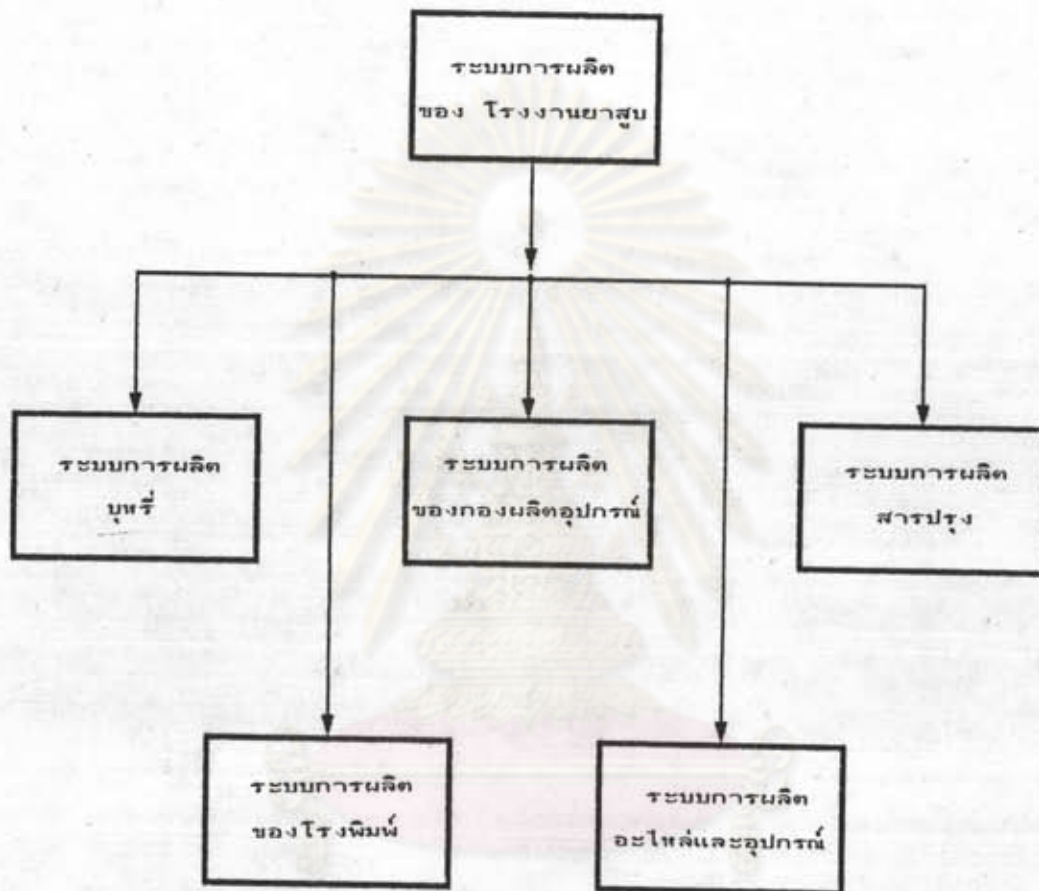 ระบบการผลิต
ของ โรงงานยาสูบ
ระบบการผลิต
บุหรี่
ระบบการผลิต
ของกองผลิตอุปกรณ์
ระบบการผลิต
สารปรุง
ระบบการผลิต
ของโรงพิมพ์
ระบบการผลิต
อะไหล่และอุปกรณ์